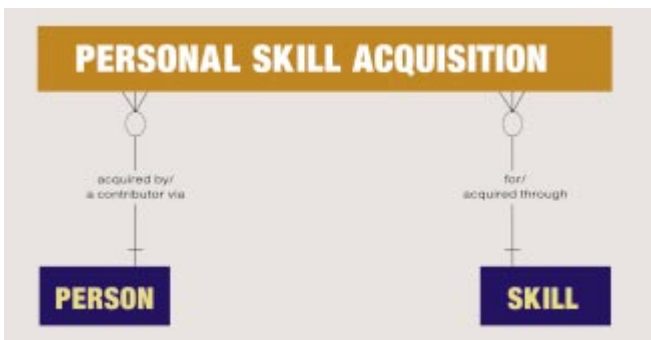 PERSONAL SKILL ACQUISITION
acquired by/
a contributor via
for/
acquired through
PERSON
SKILL